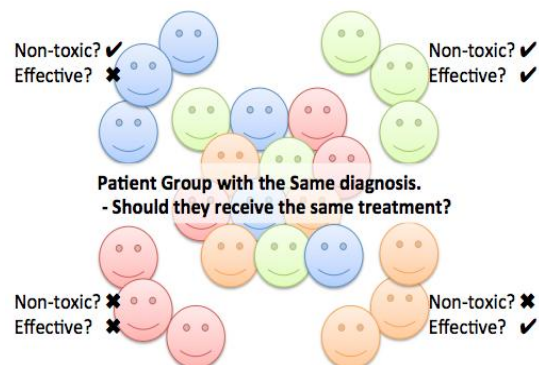 Non-toxic? ✔
Effective? ✖
Non-toxic? ✔
Effective? ✔
Patient Group with the Same diagnosis.
- Should they receive the same treatment?
Non-toxic? ✖
Effective? ✖
Non-toxic? ✖
Effective? ✔